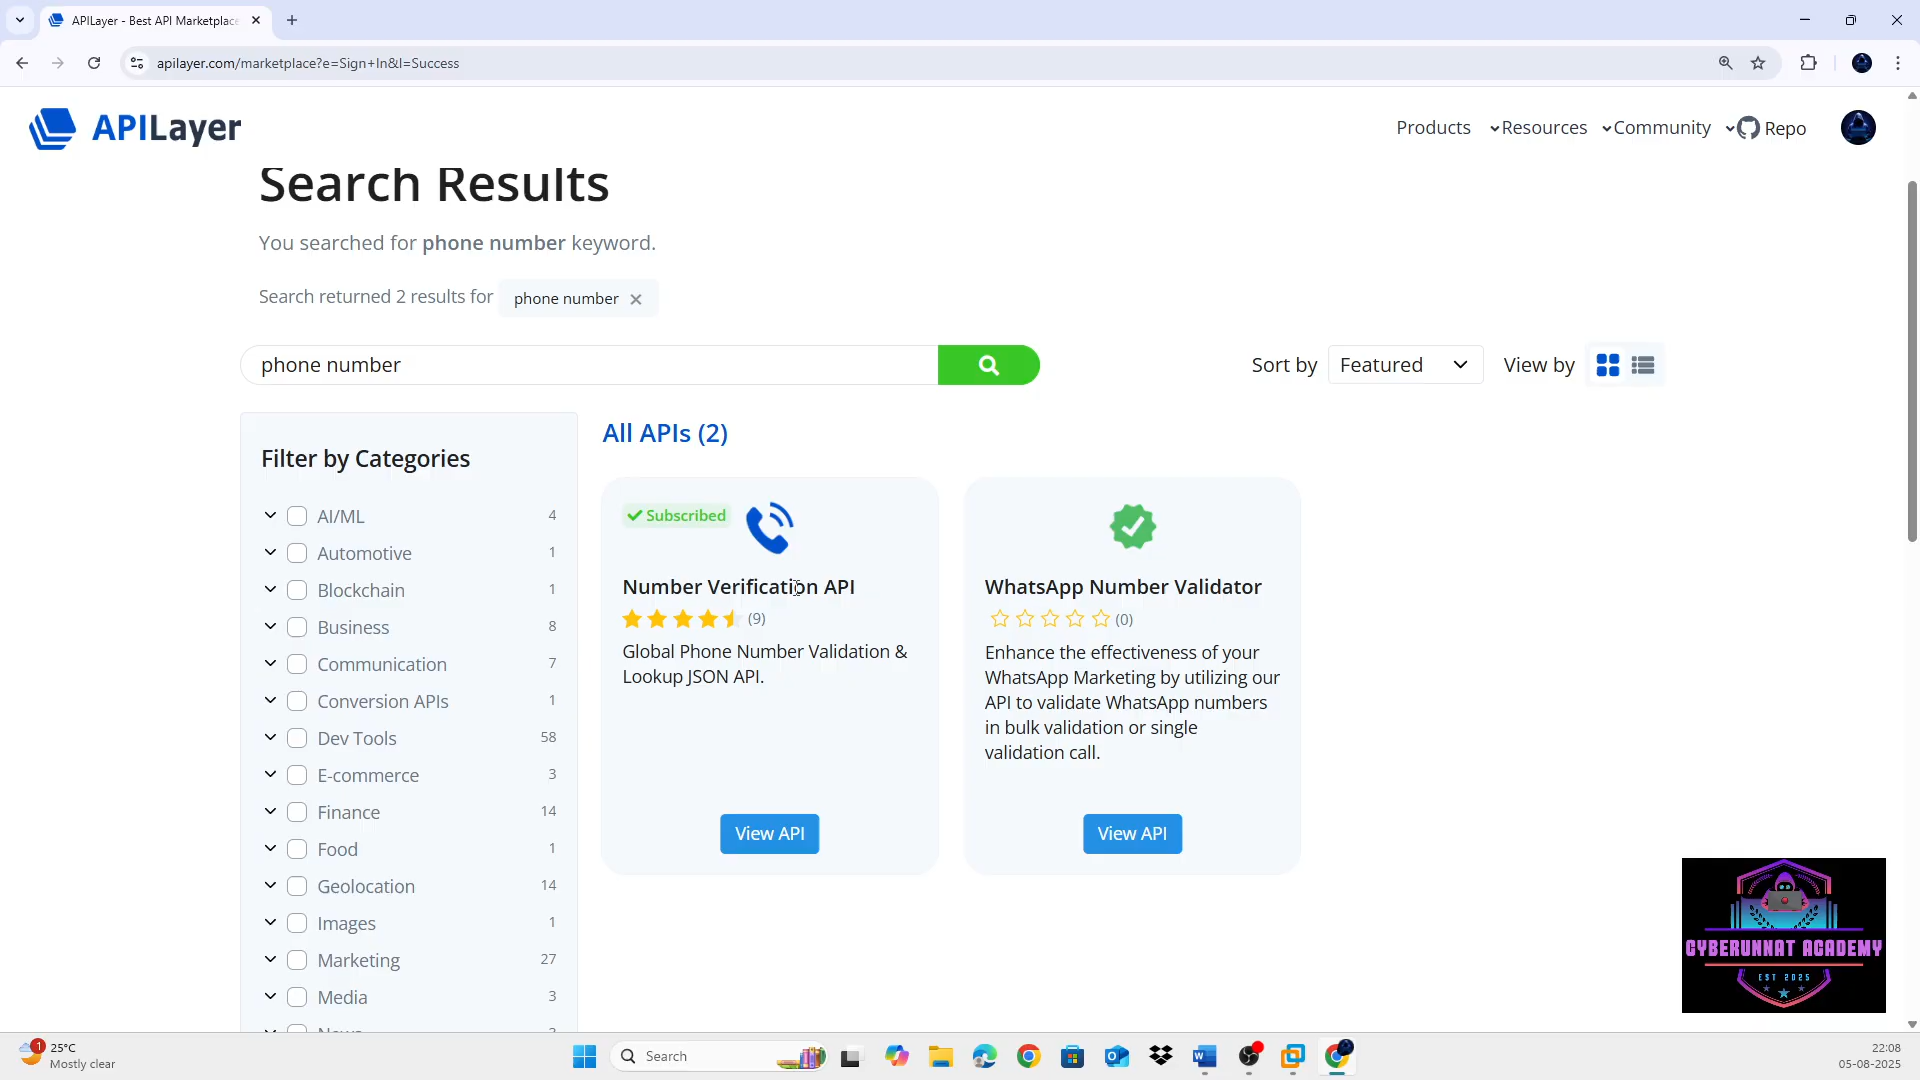 APILayer - Best API Marketplace
apilayer.com/marketplace?e=Sign+In&l=Success
APILayer
Products
Resources
Community
Repo
Search Results
You searched for phone number keyword.
Search returned 2 results for
phone number
phone number
Sort by
Featured
View by
Filter by Categories
AI/ML 4
Automotive 1
Blockchain 1
Business 8
Communication 7
Conversion APIs 1
Dev Tools 58
E-commerce 3
Finance 14
Food 1
Geolocation 14
Images 1
Marketing 27
Media 3
All APIs (2)
Subscribed
Number Verification API
(9)
Global Phone Number Validation &
Lookup JSON API.
View API
WhatsApp Number Validator
(0)
Enhance the effectiveness of your
WhatsApp Marketing by utilizing our
API to validate WhatsApp numbers
in bulk validation or single
validation call.
View API
CYBERUNNAT ACADEMY
EST 2025
1
25°C
Mostly clear
Search
22:08
05-08-2025